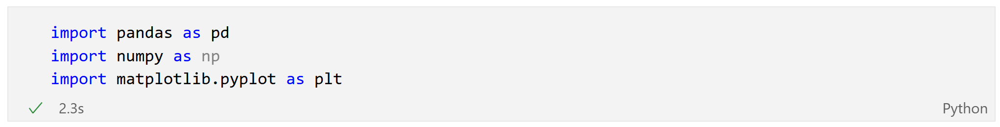 import pandas as pd
import numpy as np
import matplotlib.pyplot as plt
2.3s
Python